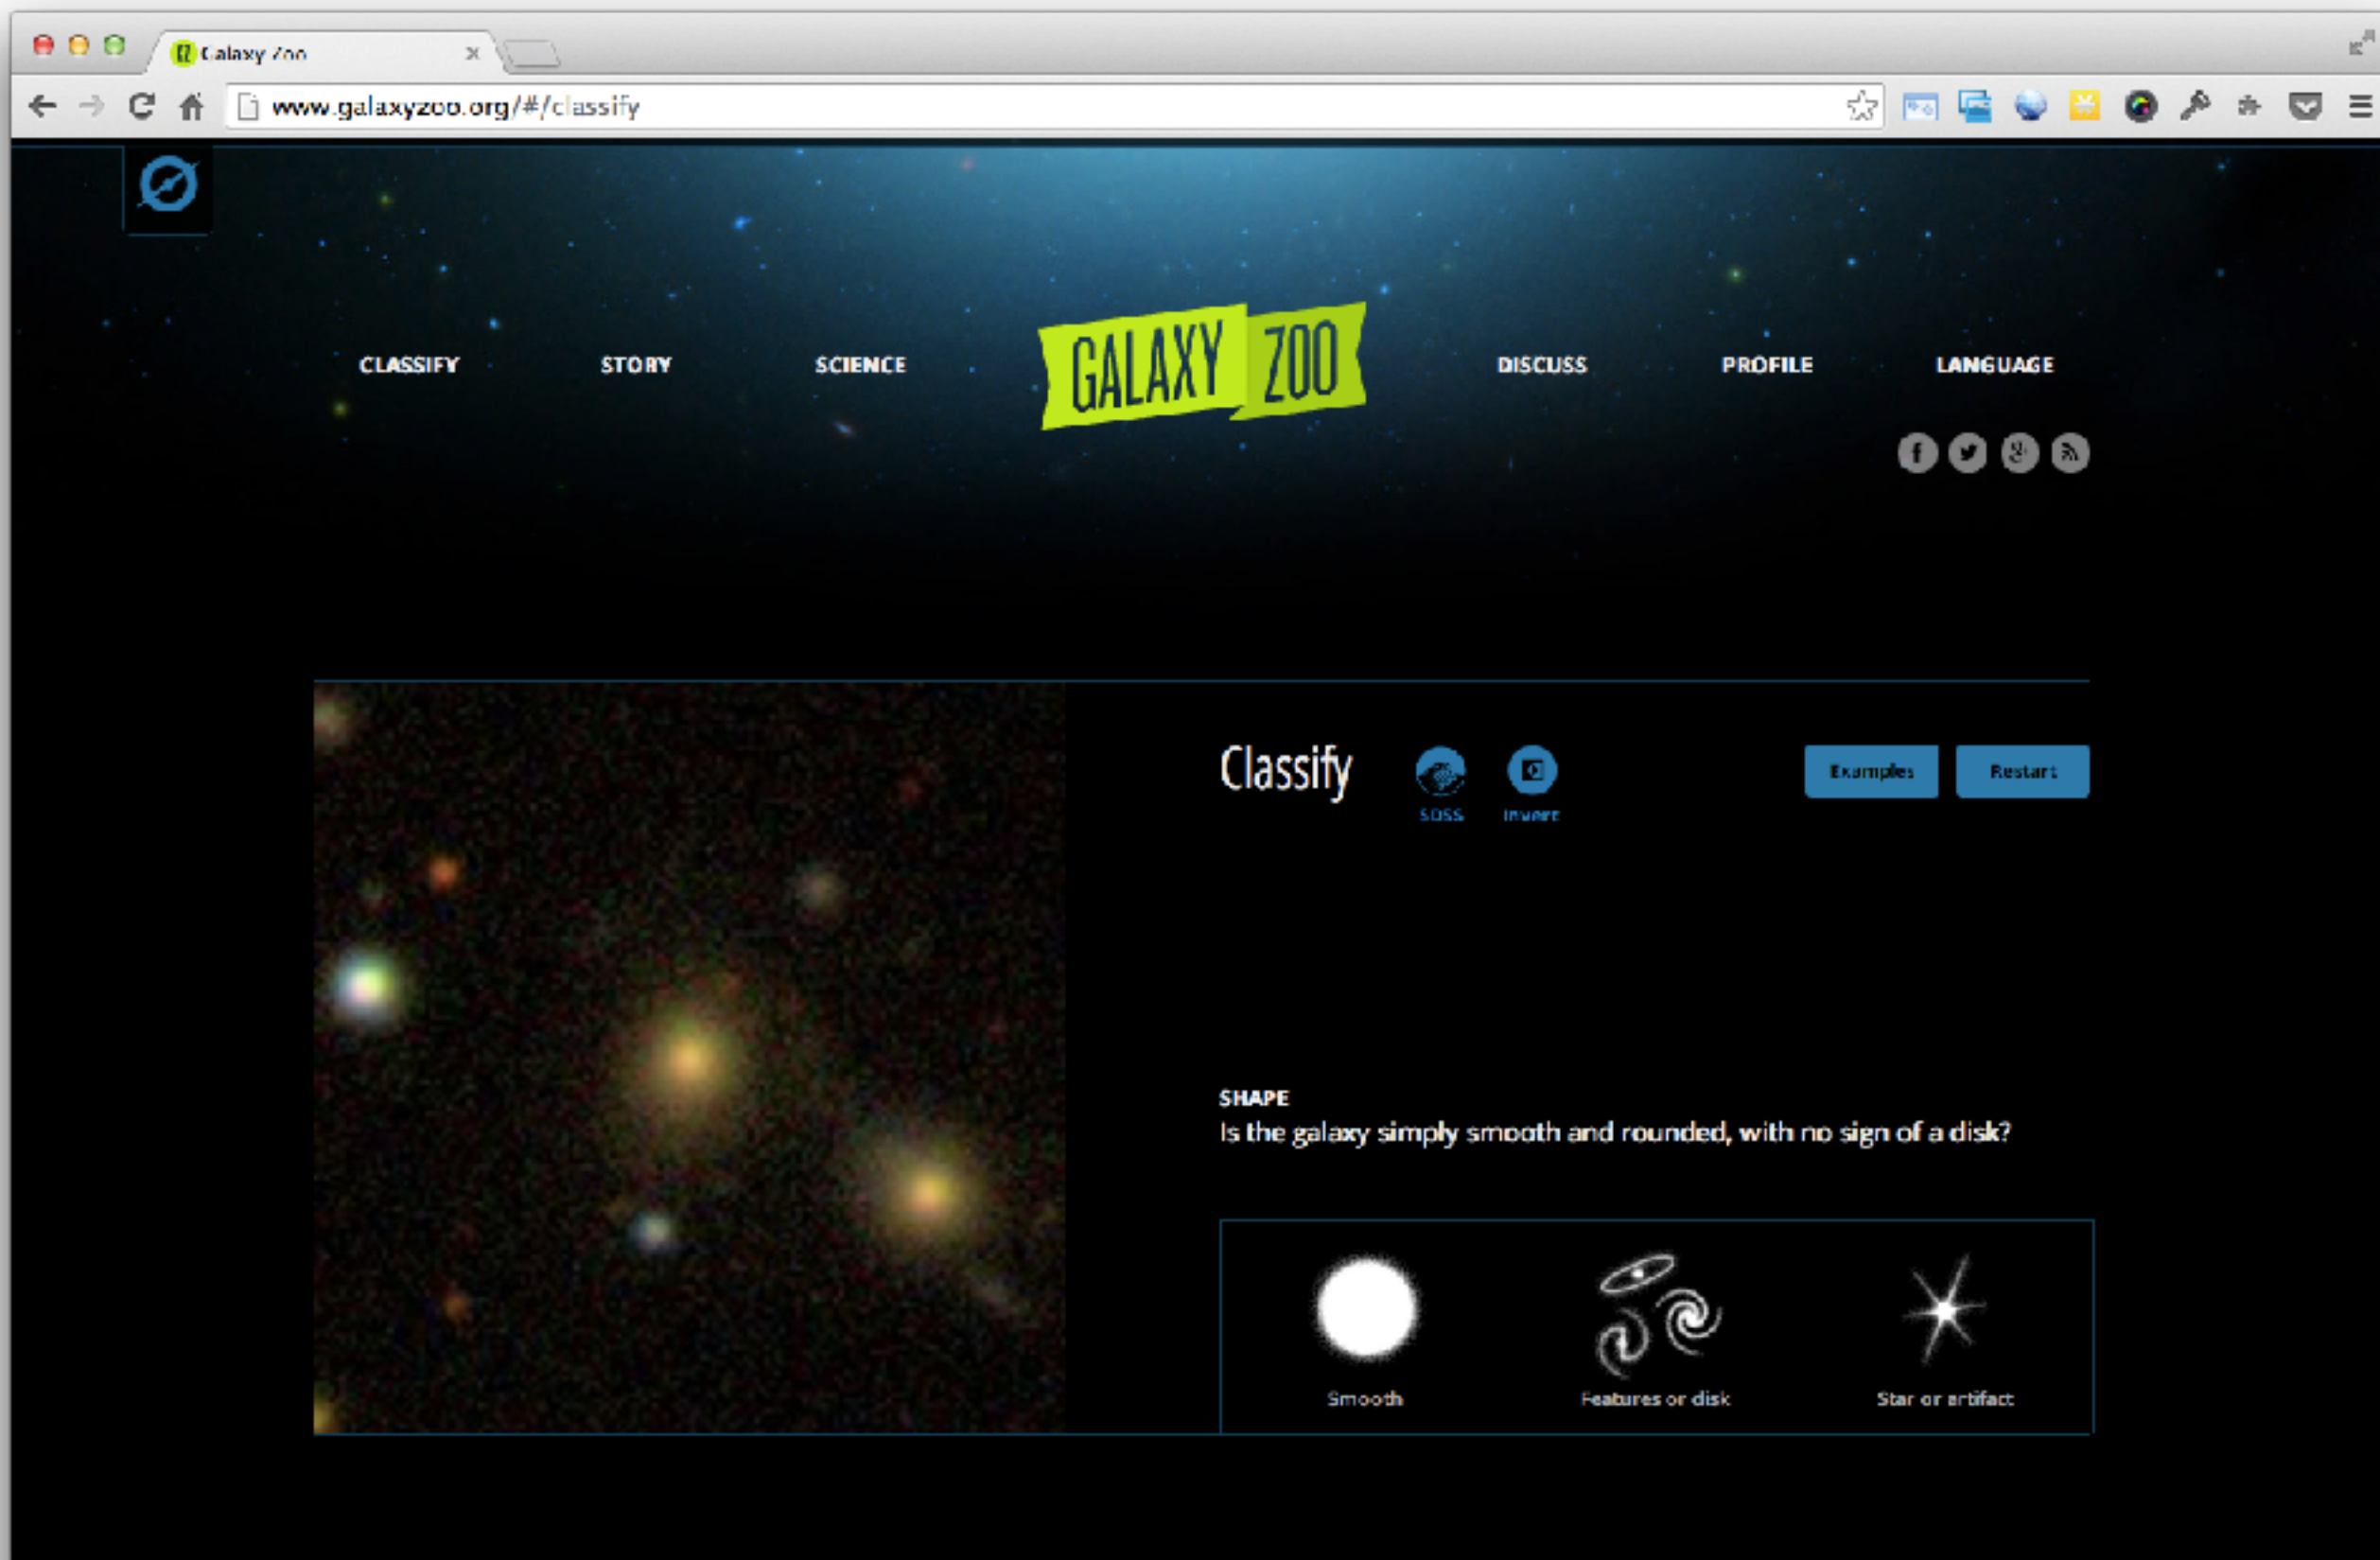 Galaxy Zoo
www.galaxyzoo.org/#/classify
CLASSIFY STORY SCIENCE GALAXY ZOO DISCUSS PROFILE LANGUAGE
Classify SDSS Invert Examples Restart
SHAPE
Is the galaxy simply smooth and rounded, with no sign of a disk?
Smooth Features or disk Star or artifact